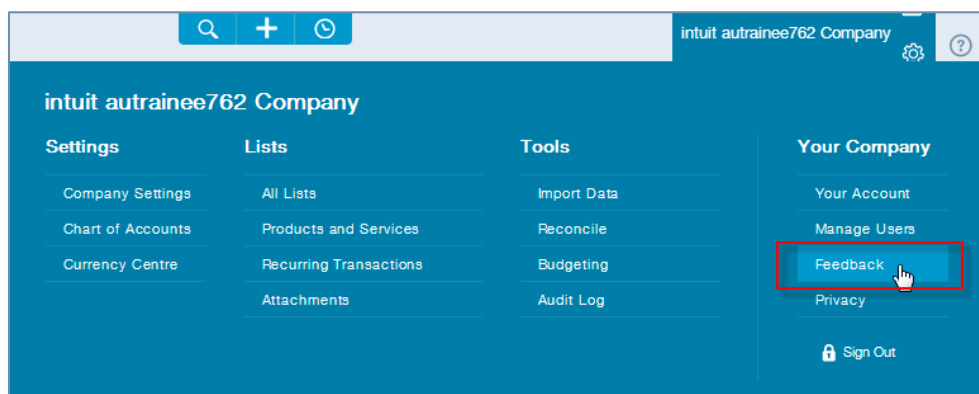 intuit autrainee762 Company
intuit autrainee762 Company
Settings
Company Settings
Chart of Accounts
Currency Centre
Lists
All Lists
Products and Services
Recurring Transactions
Attachments
Tools
Import Data
Reconcile
Budgeting
Audit Log
Your Company
Your Account
Manage Users
Feedback
Privacy
Sign Out